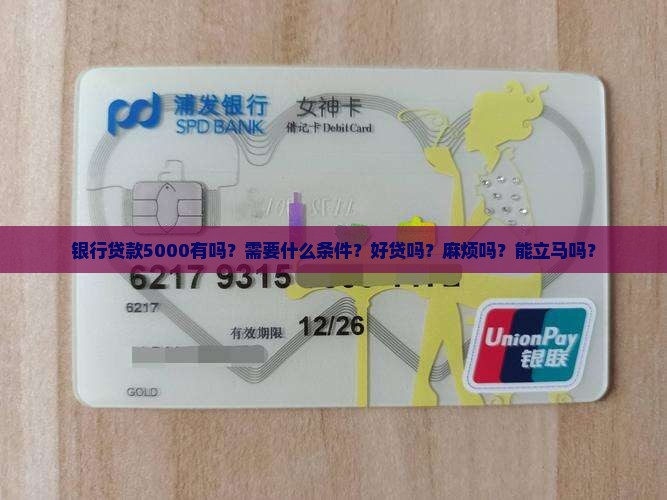 浦发银行 女神卡
SPD BANK 借记卡 Debit Card
银行贷款5000有吗？需要什么条件？好贷吗？麻烦吗？能立马吗？
6217 9315
6217
有效期限 12/26
UnionPay
银联
GOLD